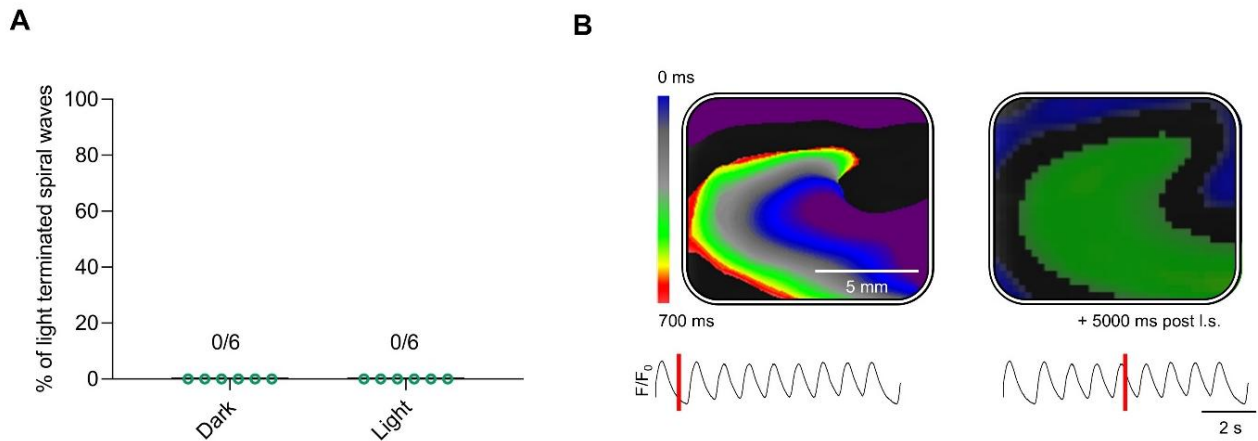 A
B
% of light terminated spiral waves
100
80
60
40
20
0
0/6
0/6
Dark
Light
0 ms
700 ms
5 mm
+ 5000 ms post l.s.
F/F0
2 s